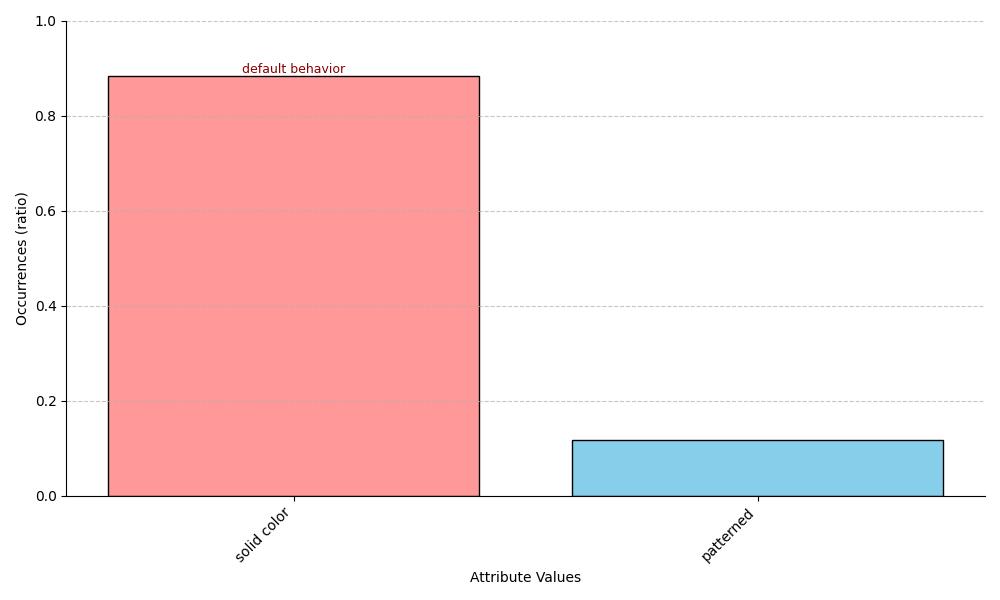 1.0
default behavior
0.8
0.6
0.4
0.2
0.0
Occurrences (ratio)
solid color
patterned
Attribute Values